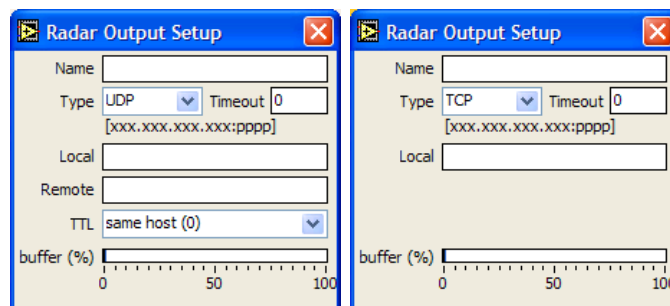 Radar Output Setup
Name
Type UDP Timeout 0
[xxx.xxx.xxx.xxx:pppp]
Local
Remote
TTL same host (0)
buffer (%)
0 50 100
Radar Output Setup
Name
Type TCP Timeout 0
[xxx.xxx.xxx.xxx:pppp]
Local
buffer (%)
0 50